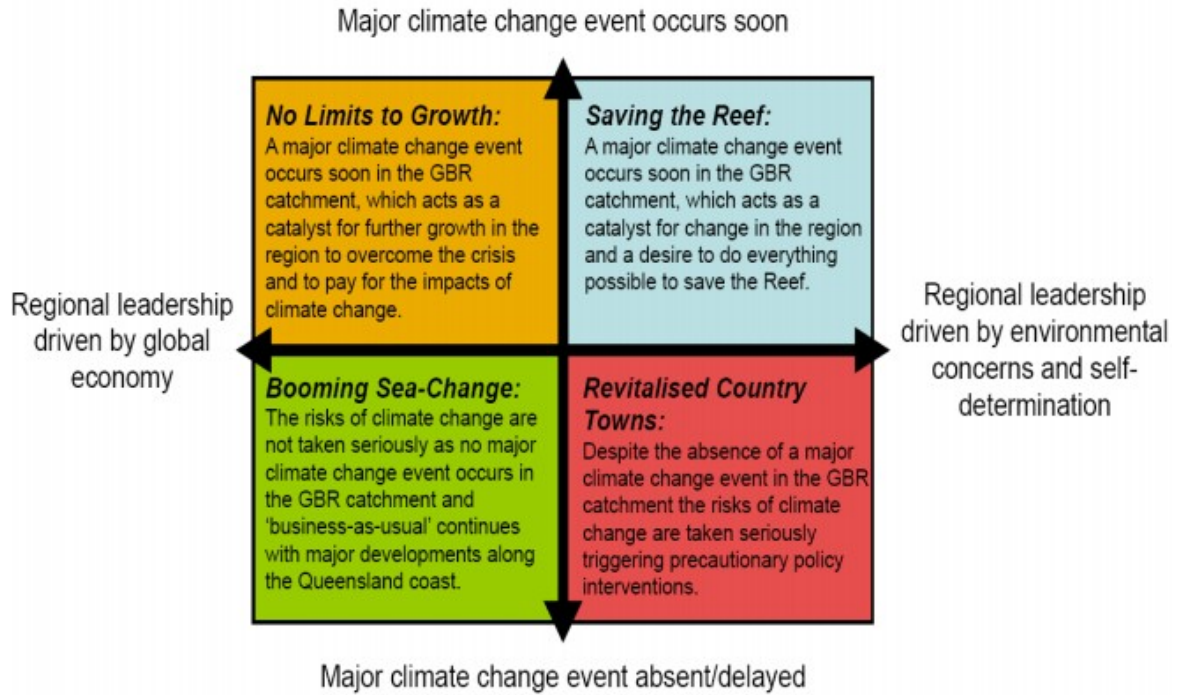 Major climate change event occurs soon
No Limits to Growth:
A major climate change event
occurs soon in the GBR
catchment, which acts as a
catalyst for further growth in the
region to overcome the crisis
and to pay for the impacts of
climate change.
Saving the Reef:
A major climate change event
occurs soon in the GBR
catchment, which acts as a
catalyst for change in the region
and a desire to do everything
possible to save the Reef.
Regional leadership
driven by global
economy
Regional leadership
driven by environmental
concerns and self-
determination
Booming Sea-Change:
The risks of climate change are
not taken seriously as no major
climate change event occurs in
the GBR catchment and
‘business-as-usual’ continues
with major developments along
the Queensland coast.
Revitalised Country
Towns:
Despite the absence of a major
climate change event in the GBR
catchment the risks of climate
change are taken seriously
triggering precautionary policy
interventions.
Major climate change event absent/delayed